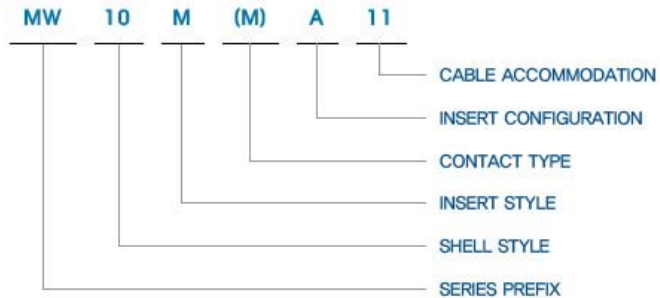 MW 10 M (M) A 11
CABLE ACCOMMODATION
INSERT CONFIGURATION
CONTACT TYPE
INSERT STYLE
SHELL STYLE
SERIES PREFIX